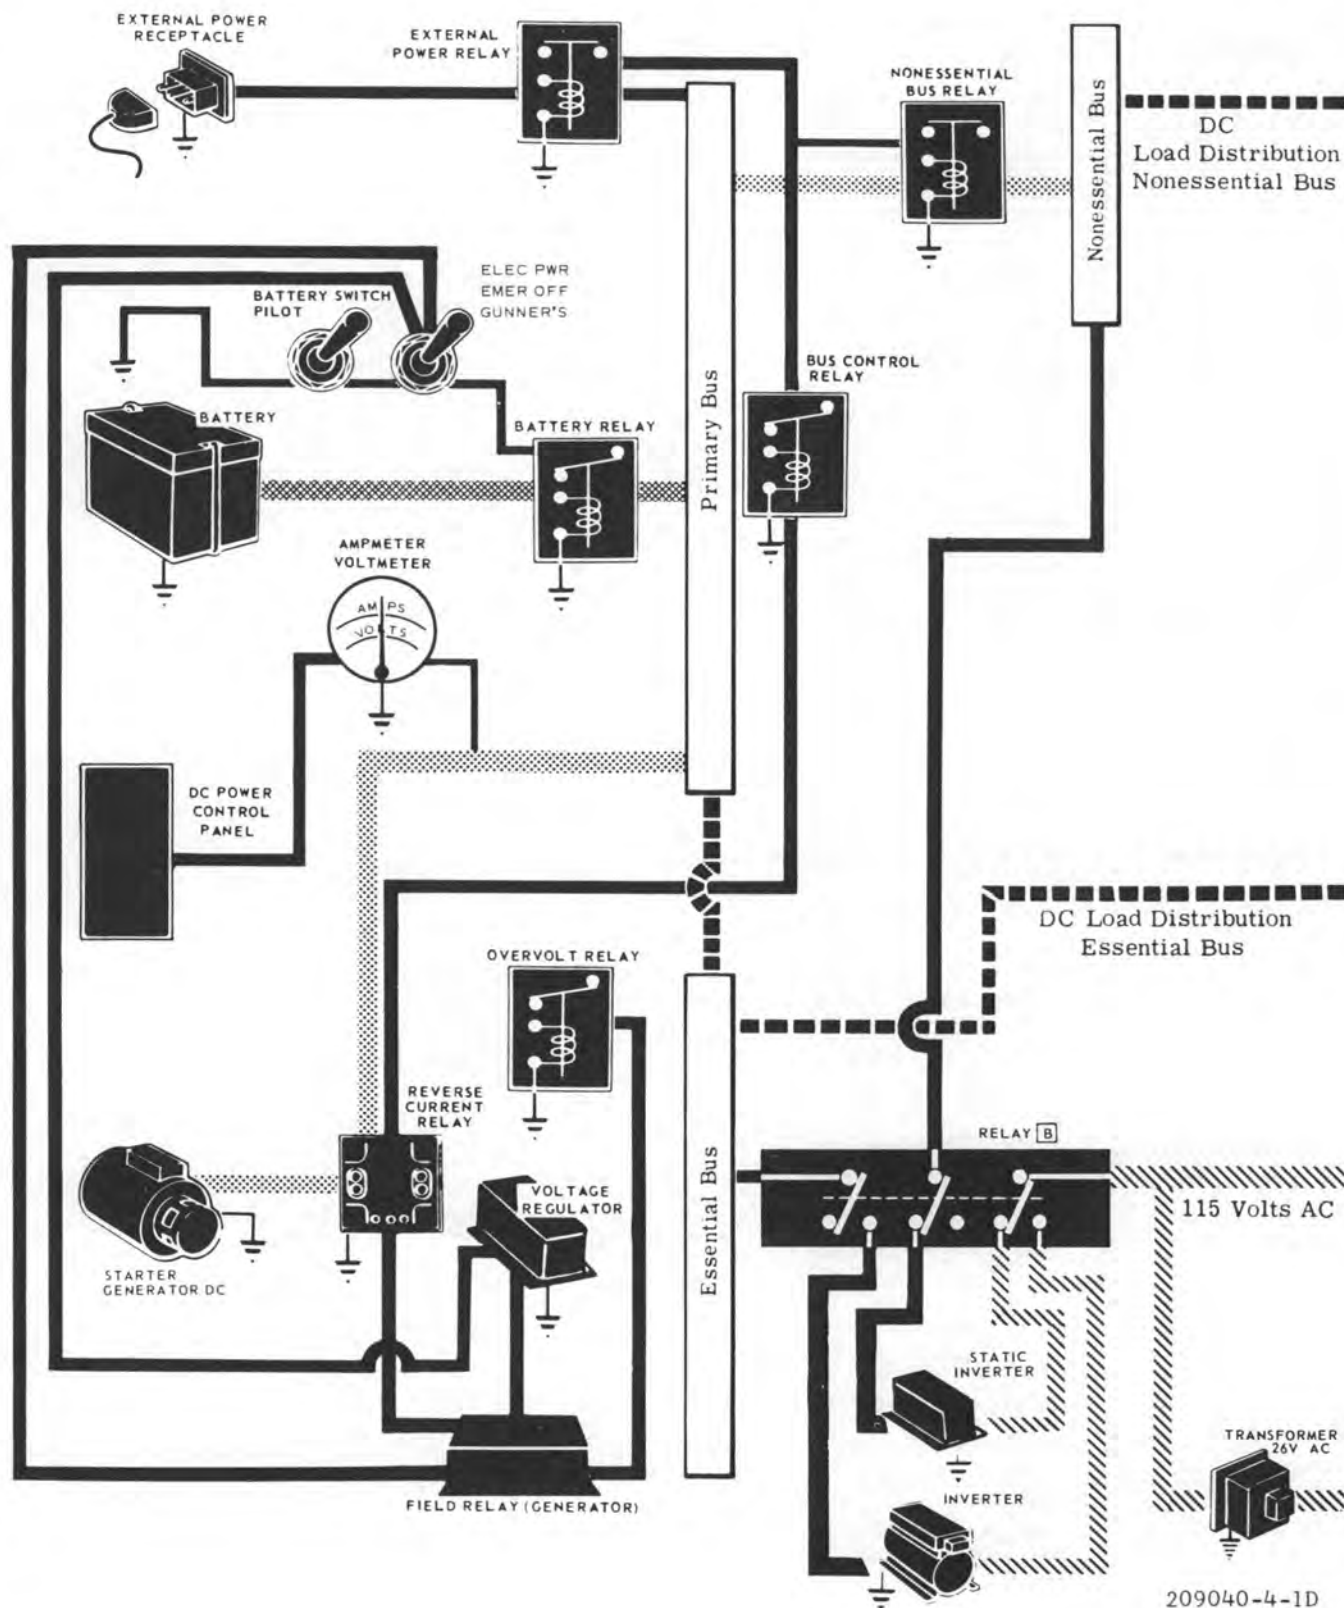 EXTERNAL POWER
RECEPTACLE
EXTERNAL
POWER RELAY
NONESSENTIAL
BUS RELAY
Nonessential Bus
DC
Load Distribution
Nonessential Bus
ELEC PWR
EMER OFF
GUNNER'S
BATTERY SWITCH
PILOT
BATTERY
BATTERY RELAY
Primary Bus
BUS CONTROL
RELAY
AMPMETER
VOLTMETER
AMPS
VOLTS
DC POWER
CONTROL
PANEL
DC Load Distribution
Essential Bus
OVERVOLT RELAY
REVERSE
CURRENT
RELAY
RELAY B
Essential Bus
VOLTAGE
REGULATOR
115 Volts AC
STARTER
GENERATOR DC
STATIC
INVERTER
TRANSFORMER
26V AC
FIELD RELAY (GENERATOR)
INVERTER
209040-4-1D